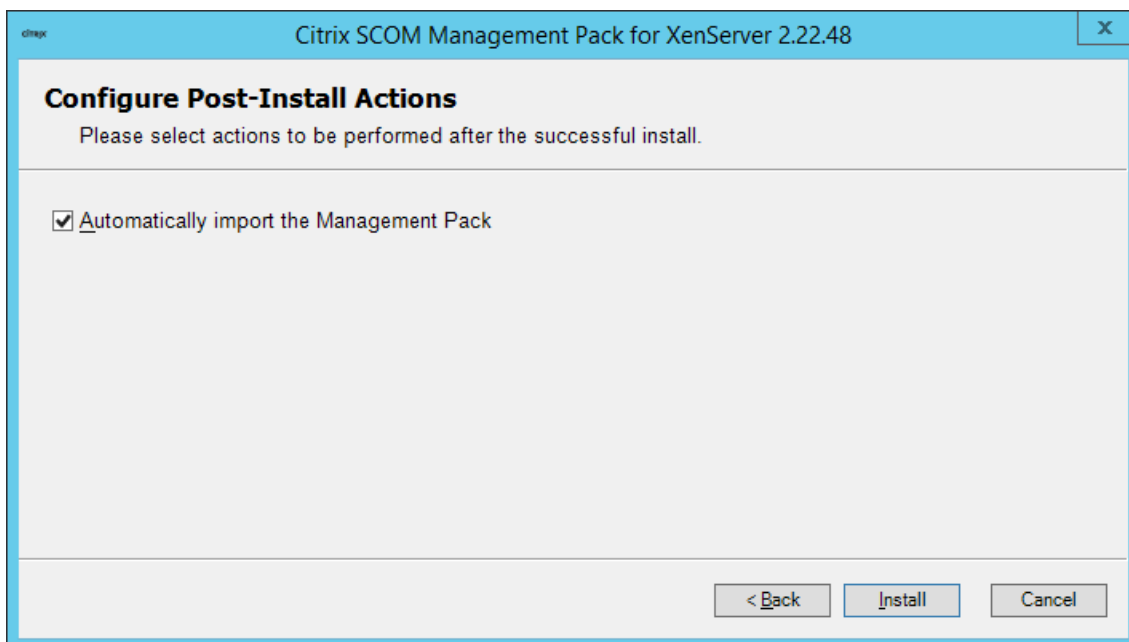 citrix
Citrix SCOM Management Pack for XenServer 2.22.48
x
Configure Post-Install Actions
Please select actions to be performed after the successful install.
Automatically import the Management Pack
< Back
Install
Cancel